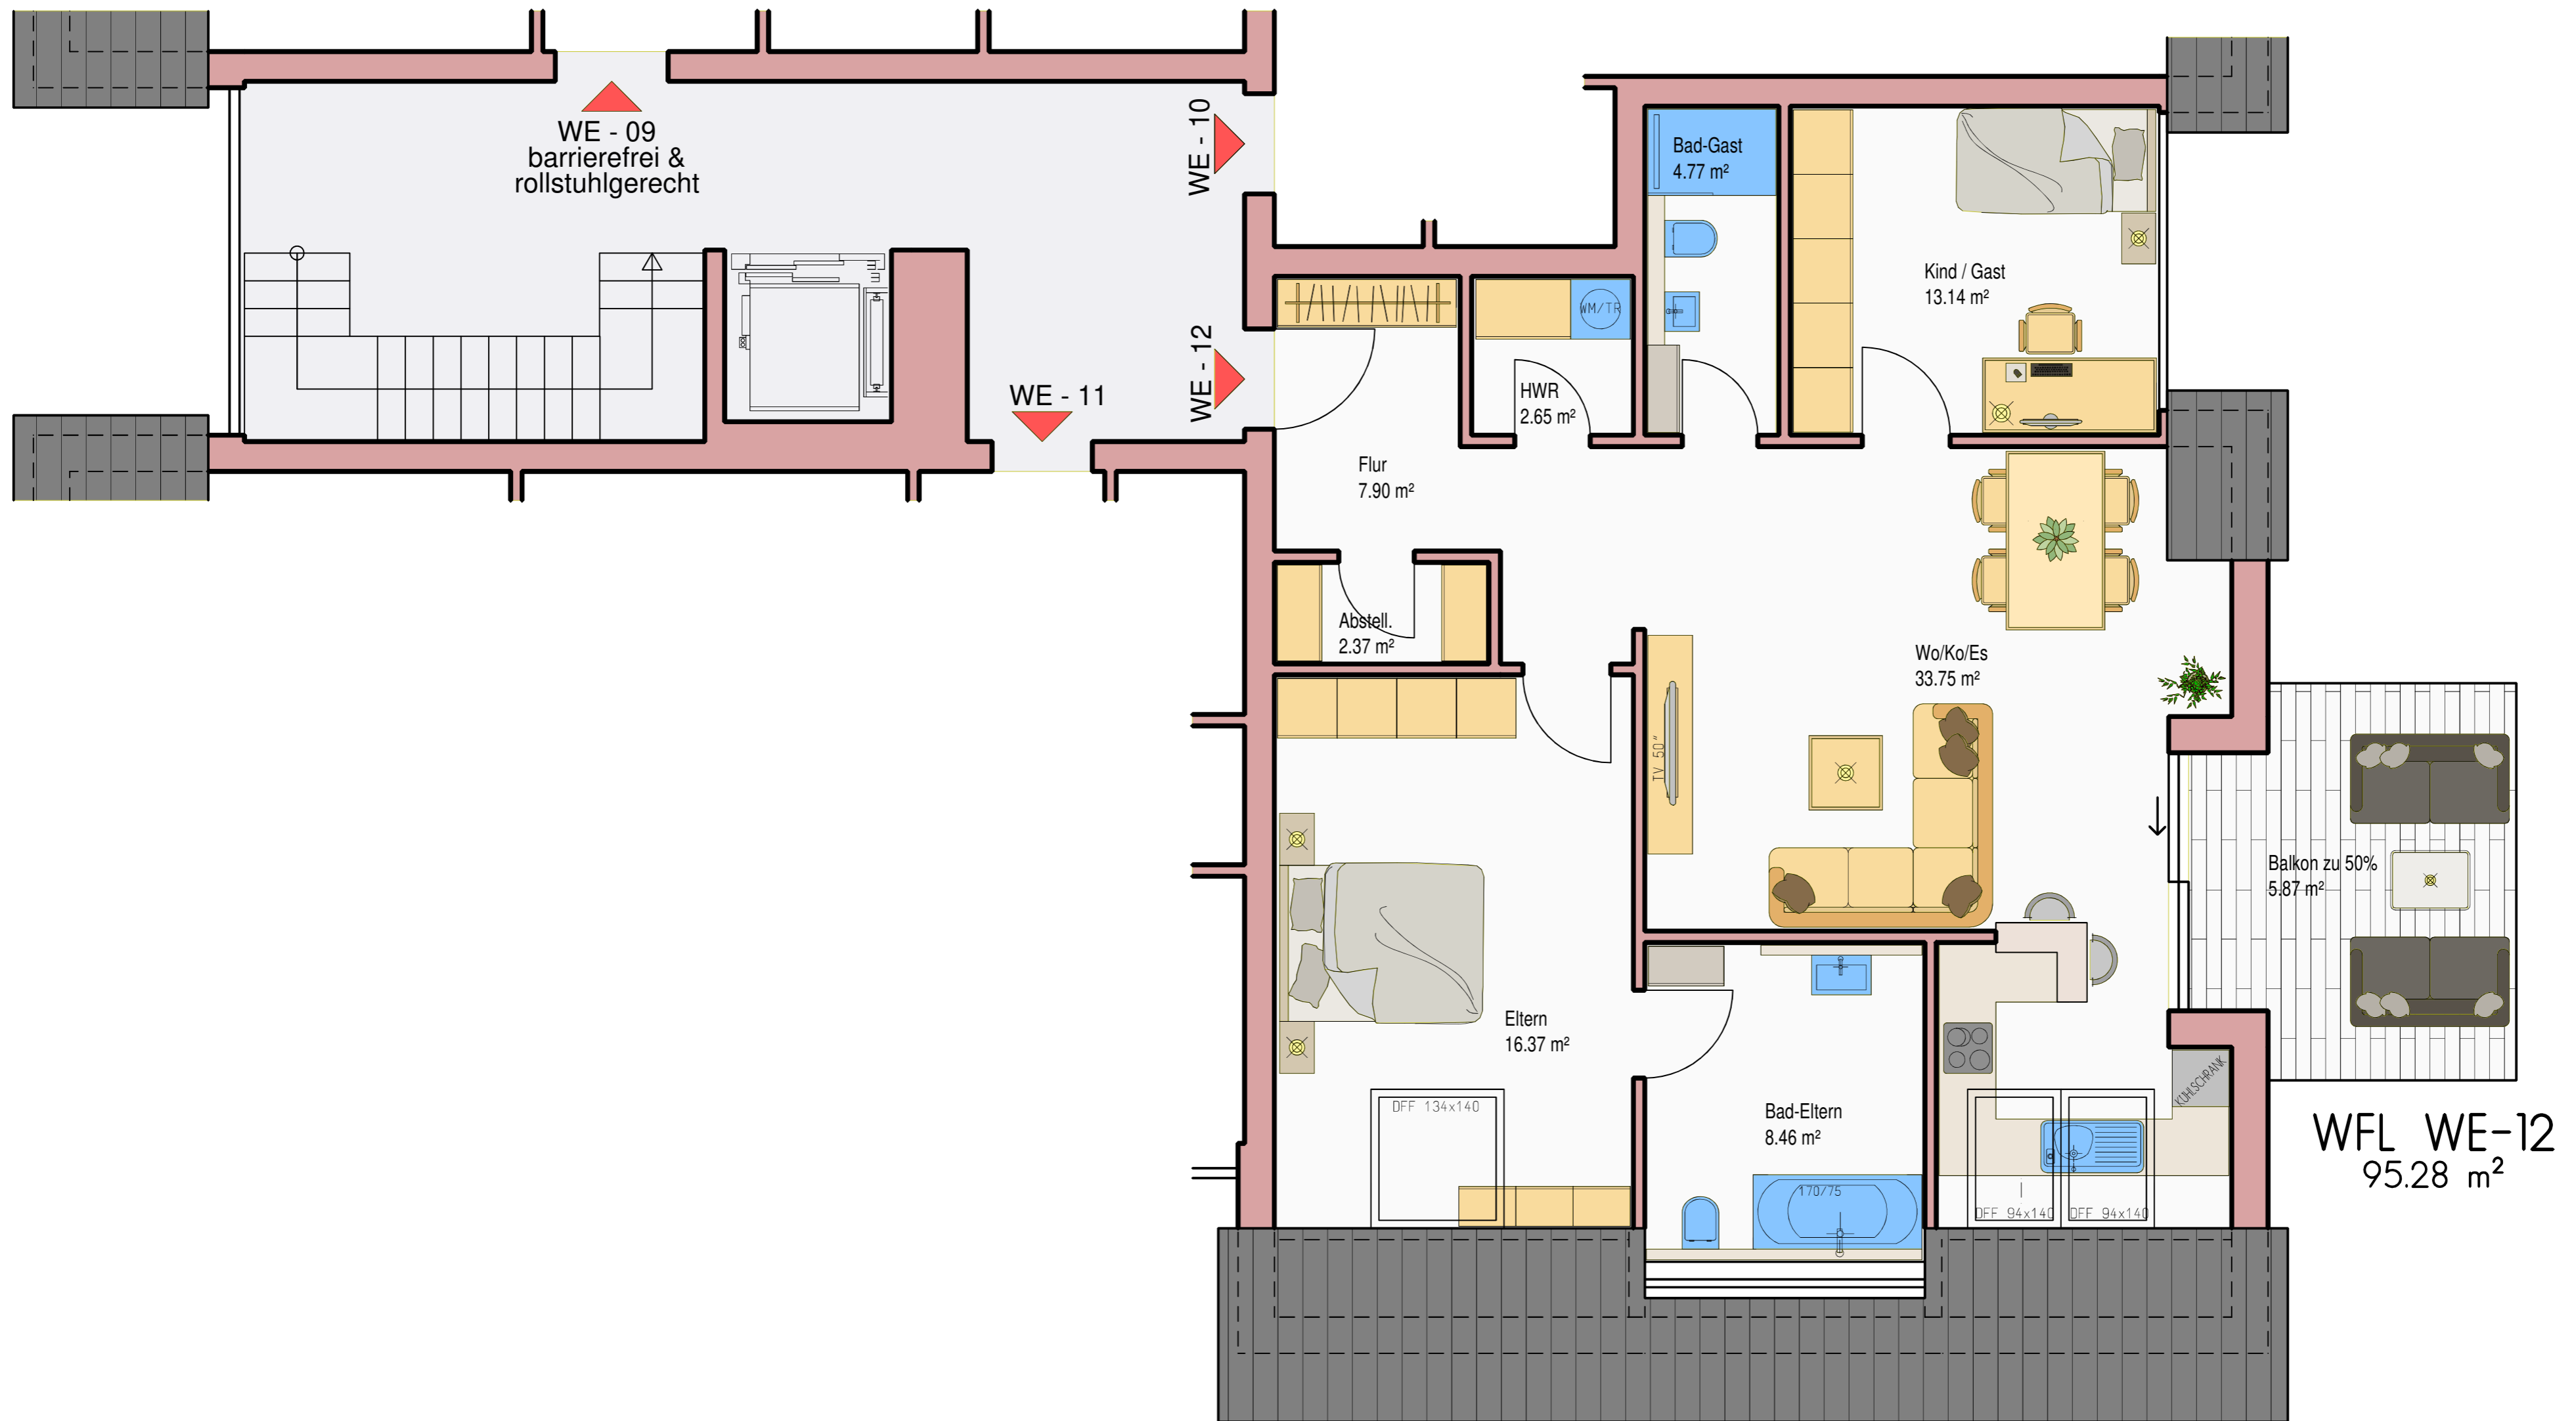 WE - 09
barrierefrei &
rollstuhlgerecht
WE - 10
WE - 11
WE - 12
Bad-Gast
4.77 m²
Kind / Gast
13.14 m²
WM/TR
HWR
2.65 m²
Flur
7.90 m²
Abstell.
2.37 m²
Wo/Ko/Es
33.75 m²
TV 50"
Balkon zu 50%
5.87 m²
Eltern
16.37 m²
DFF 134x140
Bad-Eltern
8.46 m²
170/75
KÜHLSCHRANK
DFF 94x140
DFF 94x140
WFL WE-12
95.28 m²